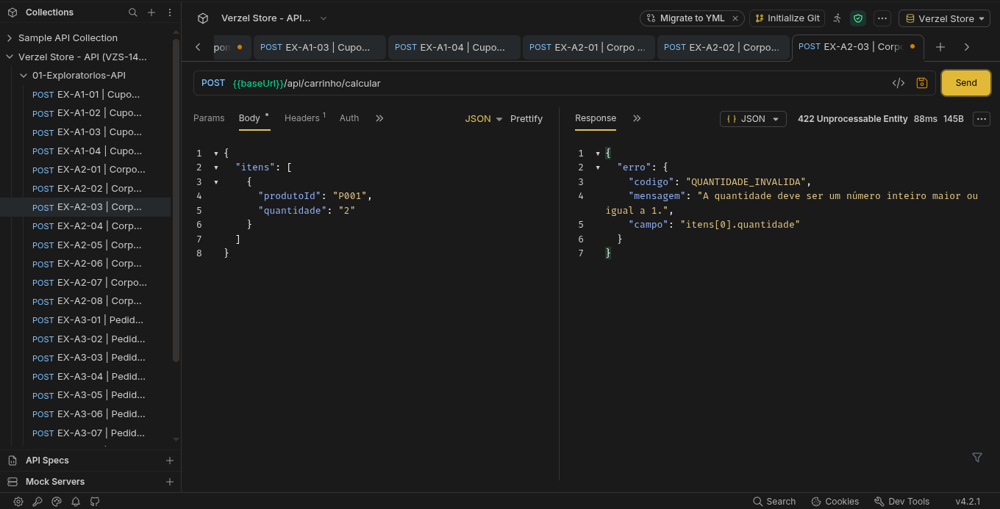 Collections
Sample API Collection
Verzel Store - API (VZS-14...
01-Exploratorios-API
POST EX-A1-01 | Cupo...
POST EX-A1-02 | Cupo...
POST EX-A1-03 | Cupo...
POST EX-A1-04 | Cupo...
POST EX-A2-01 | Corpo...
POST EX-A2-02 | Corp...
POST EX-A2-03 | Corp...
POST EX-A2-04 | Corp...
POST EX-A2-05 | Corp...
POST EX-A2-06 | Corp...
POST EX-A2-07 | Corpo...
POST EX-A2-08 | Corp...
POST EX-A3-01 | Pedid...
POST EX-A3-02 | Pedid...
POST EX-A3-03 | Pedid...
POST EX-A3-04 | Pedid...
POST EX-A3-05 | Pedid...
POST EX-A3-06 | Pedid...
POST EX-A3-07 | Pedid...
API Specs
Mock Servers
Verzel Store - API...
Migrate to YML
Initialize Git
Verzel Store
pon
POST EX-A1-03 | Cupo...
POST EX-A1-04 | Cupo...
POST EX-A2-01 | Corpo ...
POST EX-A2-02 | Corpo...
POST EX-A2-03 | Corpo
POST {{baseUrl}}/api/carrinho/calcular
Send
Params Body Headers 1 Auth JSON Prettify
1 {
2 "itens": [
3 {
4 "produtoId": "P001",
5 "quantidade": "2"
6 }
7 ]
8 }
Response { } JSON 422 Unprocessable Entity 88ms 145B
1 {
2 "erro": {
3 "codigo": "QUANTIDADE_INVALIDA",
4 "mensagem": "A quantidade deve ser um número inteiro maior ou
igual a 1.",
5 "campo": "itens[0].quantidade"
6 }
7 }
Search Cookies Dev Tools v4.2.1